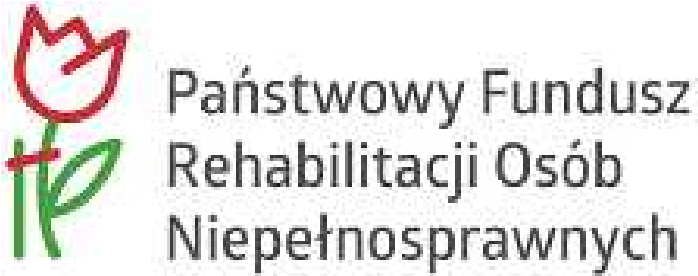 Państwowy Fundusz
Rehabilitacji Osób
Niepełnosprawnych